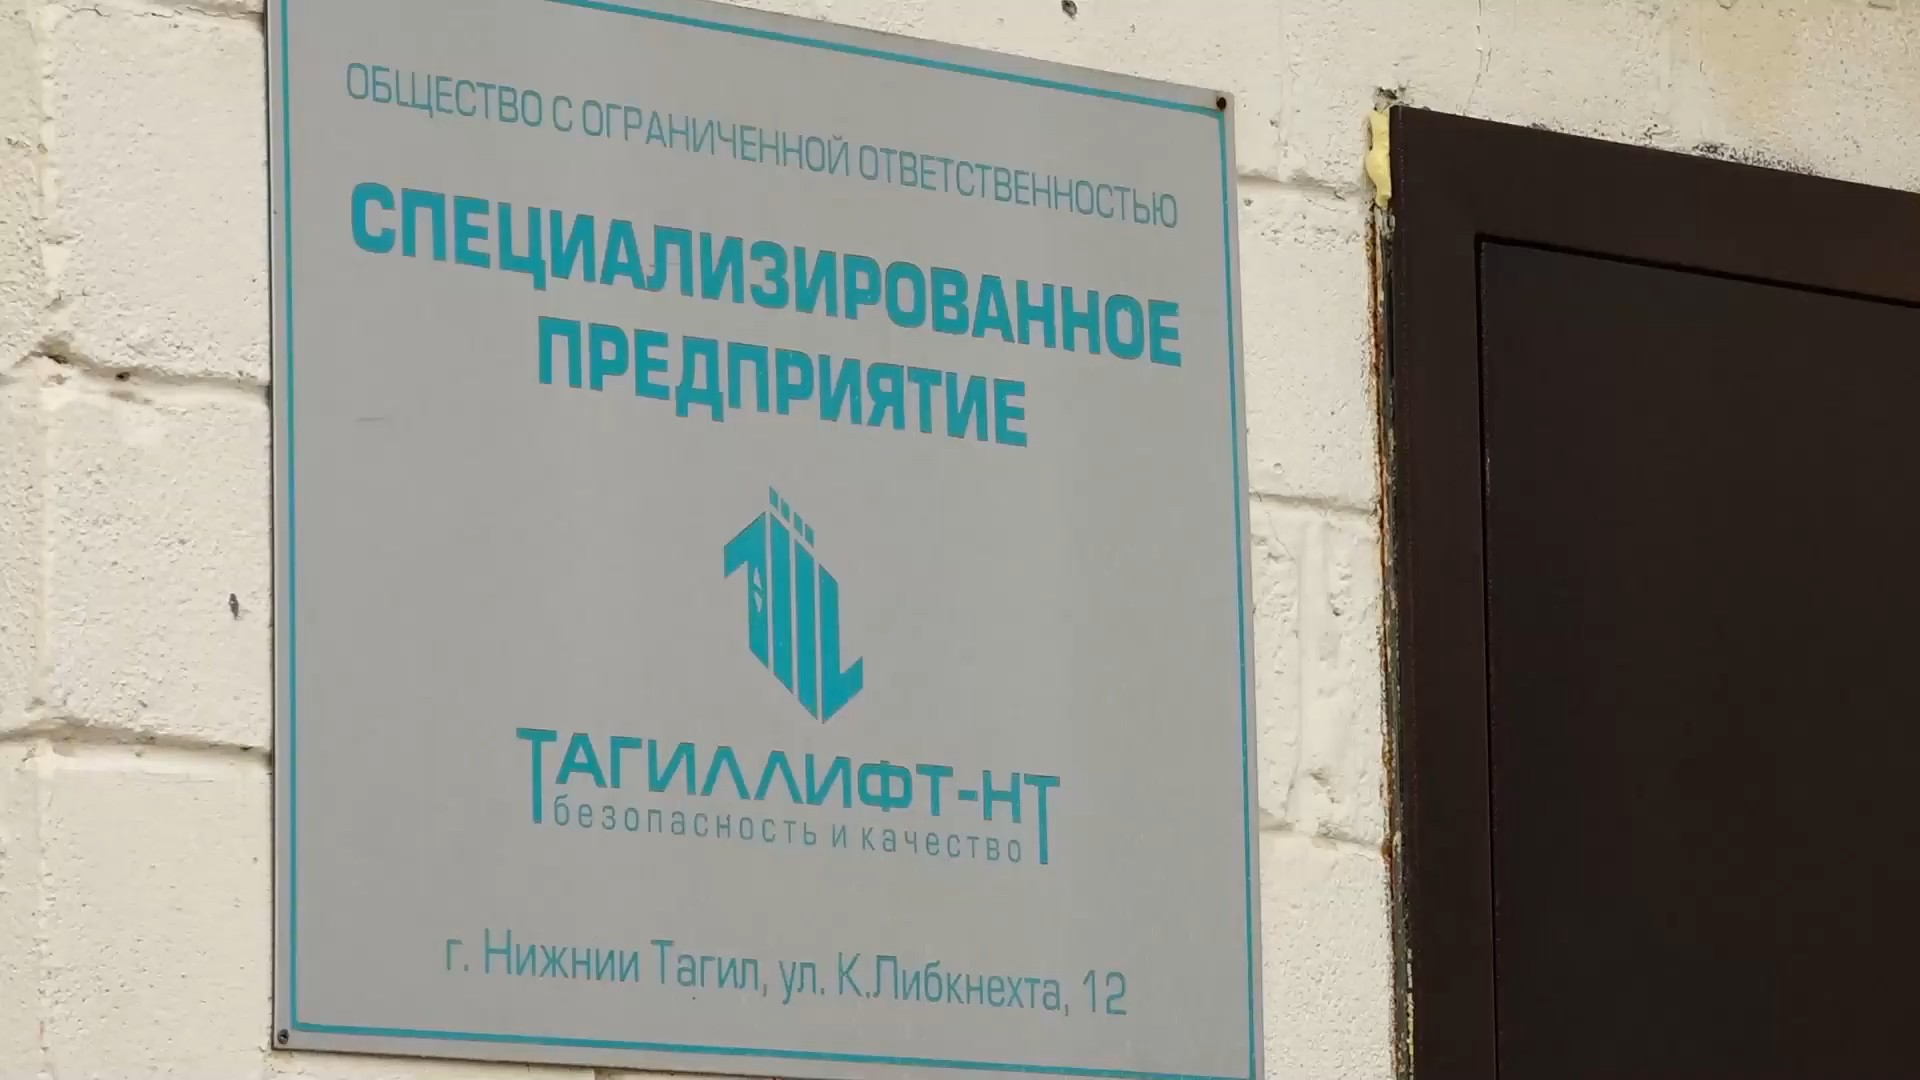 ОБЩЕСТВО С ОГРАНИЧЕННОЙ ОТВЕТСТВЕННОСТЬЮ
СПЕЦИАЛИЗИРОВАННОЕ
ПРЕДПРИЯТИЕ
ТАГИЛЛИФТ-НТ
безопасность и качество
г. Нижнии Тагил, ул. К.Либкнехта, 12